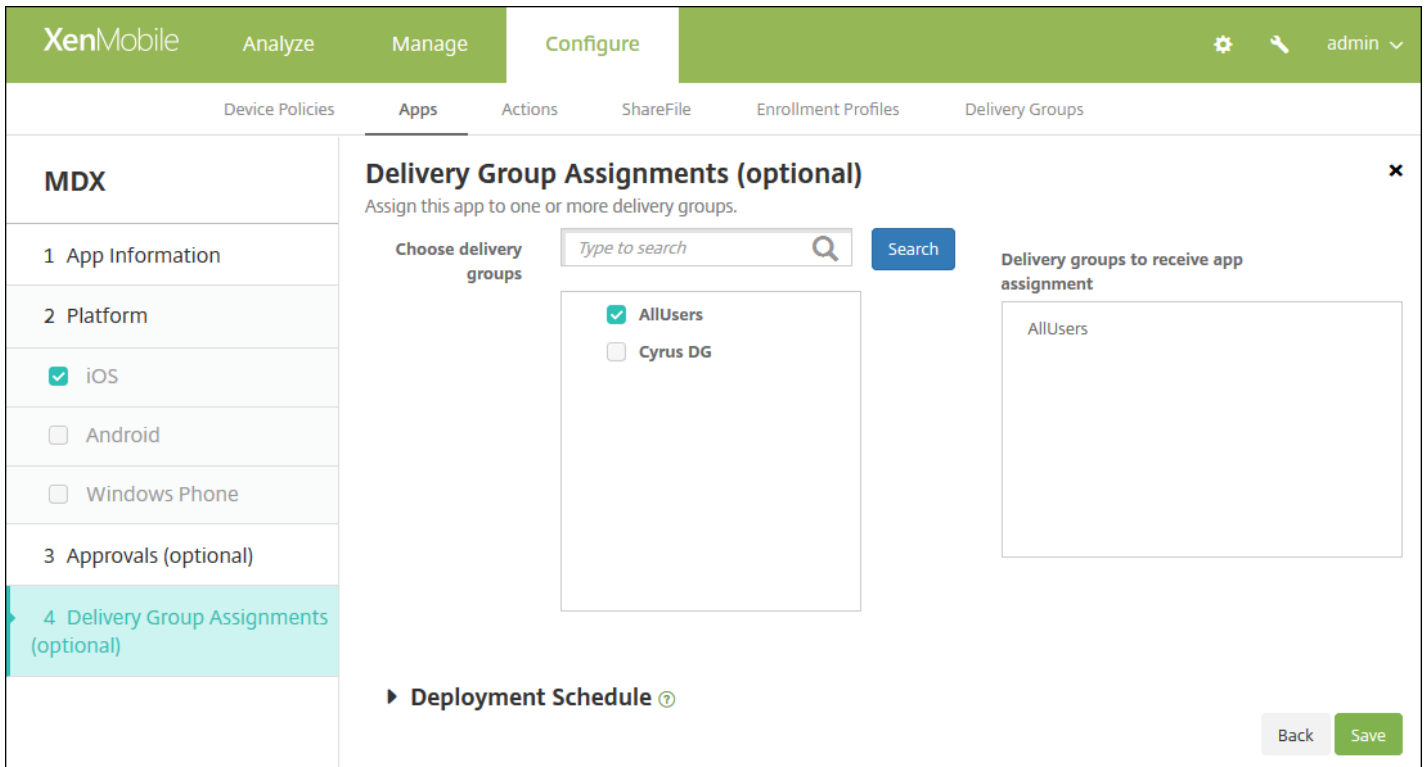 XenMobile Analyze Manage Configure admin
Device Policies Apps Actions ShareFile Enrollment Profiles Delivery Groups
MDX
1 App Information
2 Platform
iOS
Android
Windows Phone
3 Approvals (optional)
4 Delivery Group Assignments
(optional)
Delivery Group Assignments (optional)
Assign this app to one or more delivery groups.
Choose delivery
groups
Type to search
Search
AllUsers
Cyrus DG
Delivery groups to receive app
assignment
AllUsers
Deployment Schedule ?
Back Save